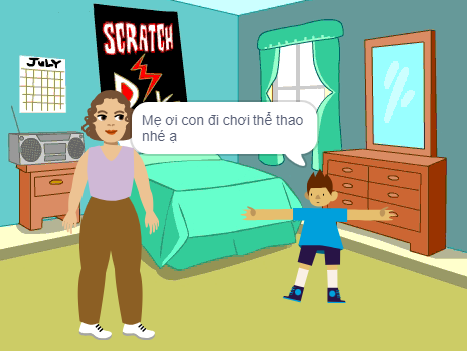 JULY
SCRATCH
Mẹ ơi con đi chơi thể thao
nhé ạ